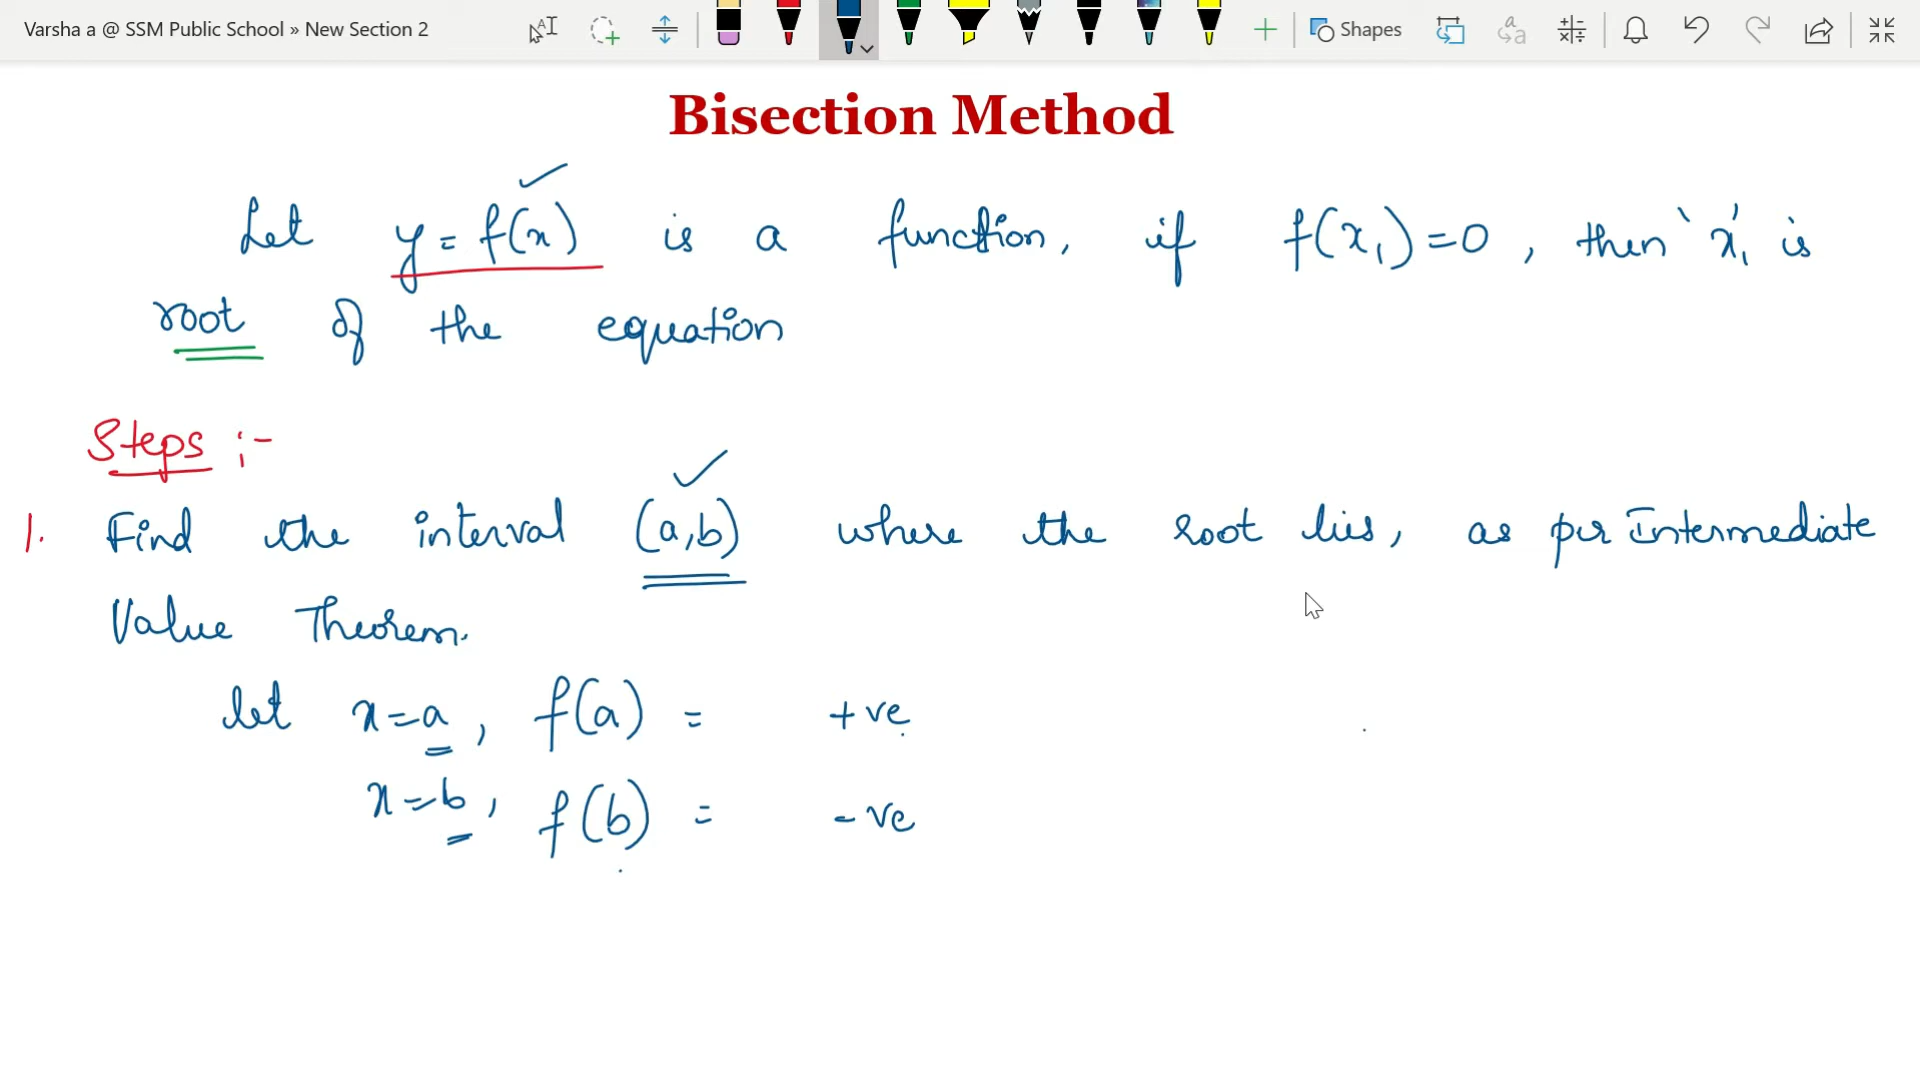 Varsha a @ SSM Public School » New Section 2
Shapes
Bisection Method
Let y = f(x) is a function, if f(x₁) = 0, then 'x₁' is
root of the equation
Steps :-
1. Find the interval (a,b) where the root lies, as per Intermediate
Value Theorem.
let x = a, f(a) = +ve
x = b, f(b) = - ve